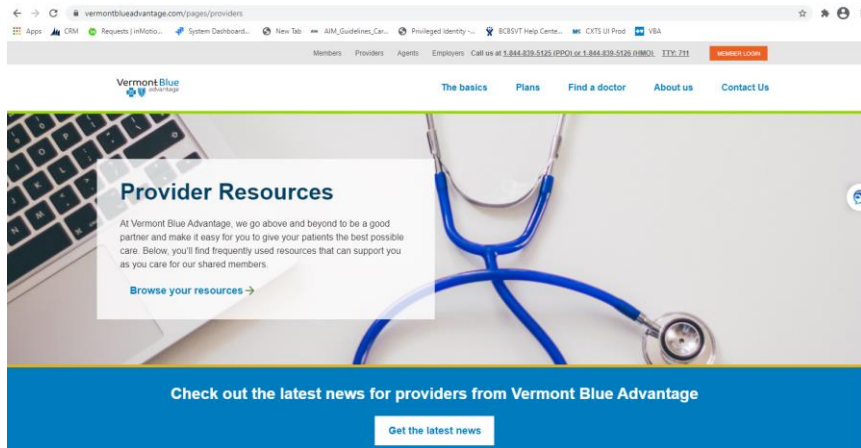 vermontblueadvantage.com/pages/providers
Apps CRM Requests | inMotio... System Dashboard... New Tab AIM_Guidelines_Car... Privileged Identity -... BCBSVT Help Cente... CXTS UI Prod VBA
Members Providers Agents Employers Call us at 1-844-839-5125 (PPO) or 1-844-839-5126 (HMO) TTY: 711 MEMBER LOGIN
Vermont Blue
advantage
The basics Plans Find a doctor About us Contact Us
Provider Resources
At Vermont Blue Advantage, we go above and beyond to be a good
partner and make it easy for you to give your patients the best possible
care. Below, you'll find frequently used resources that can support you
as you care for our shared members.
Browse your resources →
Check out the latest news for providers from Vermont Blue Advantage
Get the latest news